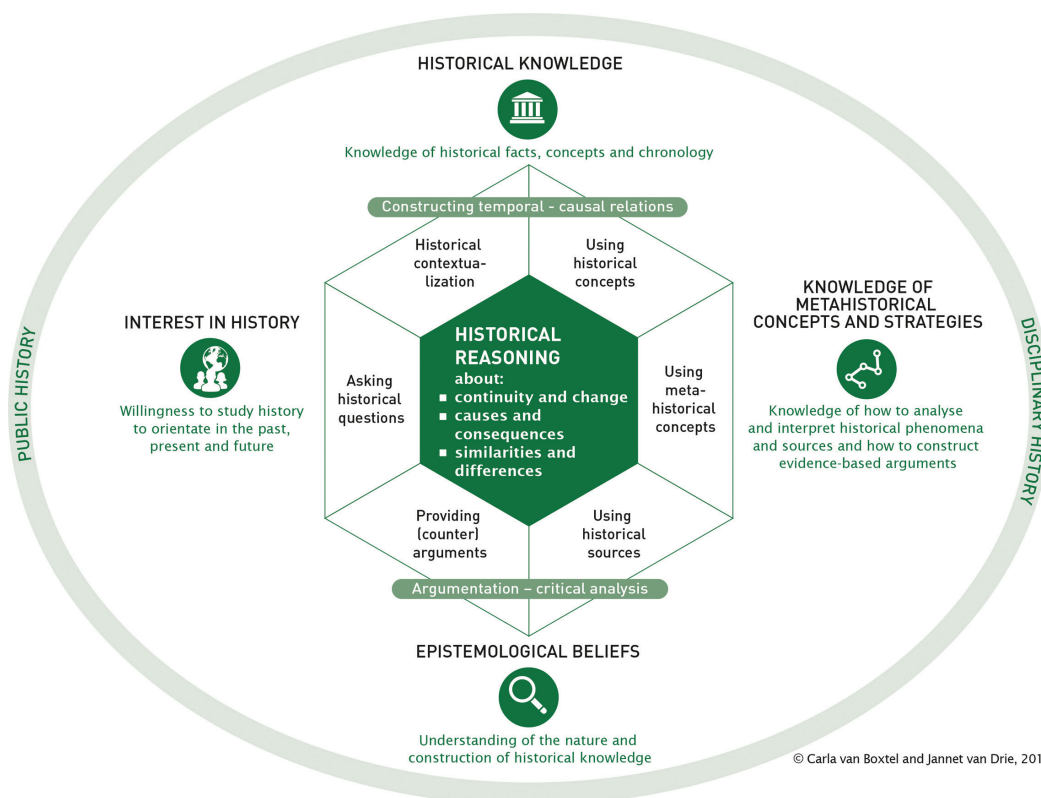 HISTORICAL KNOWLEDGE
Knowledge of historical facts, concepts and chronology
Constructing temporal - causal relations
Historical
contextua-
lization
Using
historical
concepts
INTEREST IN HISTORY
Willingness to study history
to orientate in the past,
present and future
PUBLIC HISTORY
Asking
historical
questions
HISTORICAL
REASONING
about:
■ continuity and change
■ causes and
consequences
■ similarities and
differences
Using
meta-
historical
concepts
KNOWLEDGE OF
METAHISTORICAL
CONCEPTS AND STRATEGIES
Knowledge of how to analyse
and interpret historical phenomena
and sources and how to construct
evidence-based arguments
DISCIPLINARY HISTORY
Providing
(counter)
arguments
Using
historical
sources
Argumentation – critical analysis
EPISTEMOLOGICAL BELIEFS
Understanding of the nature and
construction of historical knowledge
© Carla van Boxtel and Jannet van Drie, 201